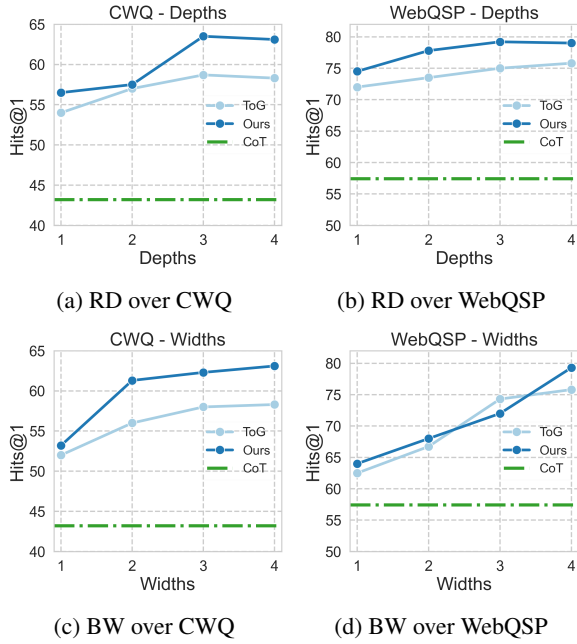 CWQ - Depths
65
60
55
50
45
40
Hits@1
ToG
Ours
CoT
1 2 3 4
Depths
(a) RD over CWQ
WebQSP - Depths
80
75
70
65
60
55
50
Hits@1
ToG
Ours
CoT
1 2 3 4
Depths
(b) RD over WebQSP
CWQ - Widths
65
60
55
50
45
40
Hits@1
ToG
Ours
CoT
1 2 3 4
Widths
(c) BW over CWQ
WebQSP - Widths
80
75
70
65
60
55
50
Hits@1
ToG
Ours
CoT
1 2 3 4
Widths
(d) BW over WebQSP